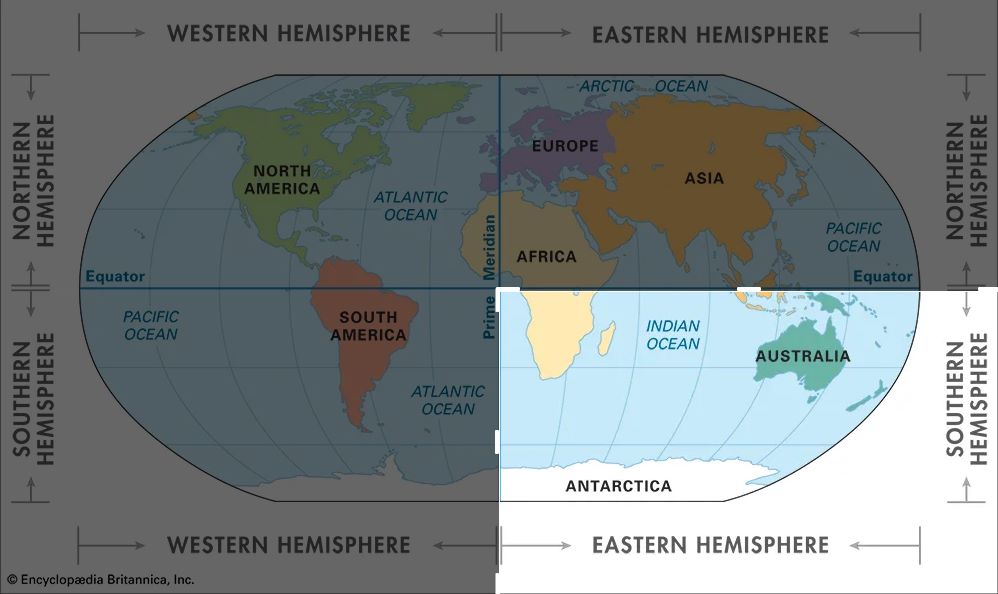 WESTERN HEMISPHERE
EASTERN HEMISPHERE
ARCTIC OCEAN
NORTHERN
HEMISPHERE
NORTH
AMERICA
ATLANTIC
OCEAN
EUROPE
ASIA
PACIFIC
OCEAN
NORTHERN
HEMISPHERE
AFRICA
Prime Meridian
Equator
Equator
PACIFIC
OCEAN
SOUTH
AMERICA
INDIAN
OCEAN
AUSTRALIA
SOUTHERN
HEMISPHERE
ATLANTIC
OCEAN
SOUTHERN
HEMISPHERE
ANTARCTICA
WESTERN HEMISPHERE
EASTERN HEMISPHERE
© Encyclopædia Britannica, Inc.